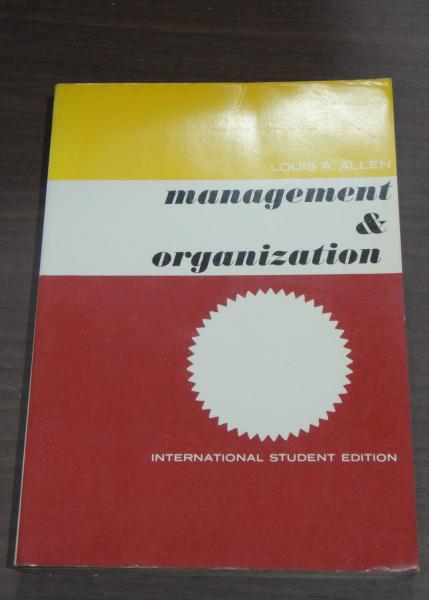 LOUIS A. ALLEN
management
&
organization
INTERNATIONAL STUDENT EDITION